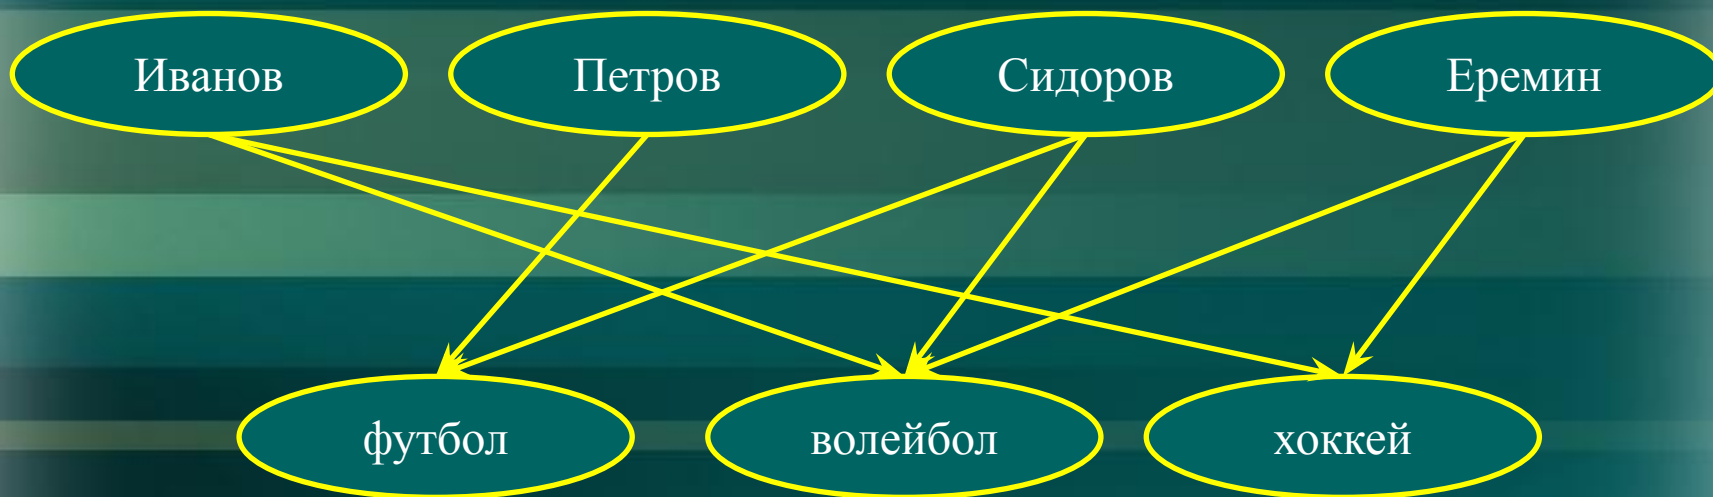 Иванов
Петров
Сидоров
Еремин
футбол
волейбол
хоккей